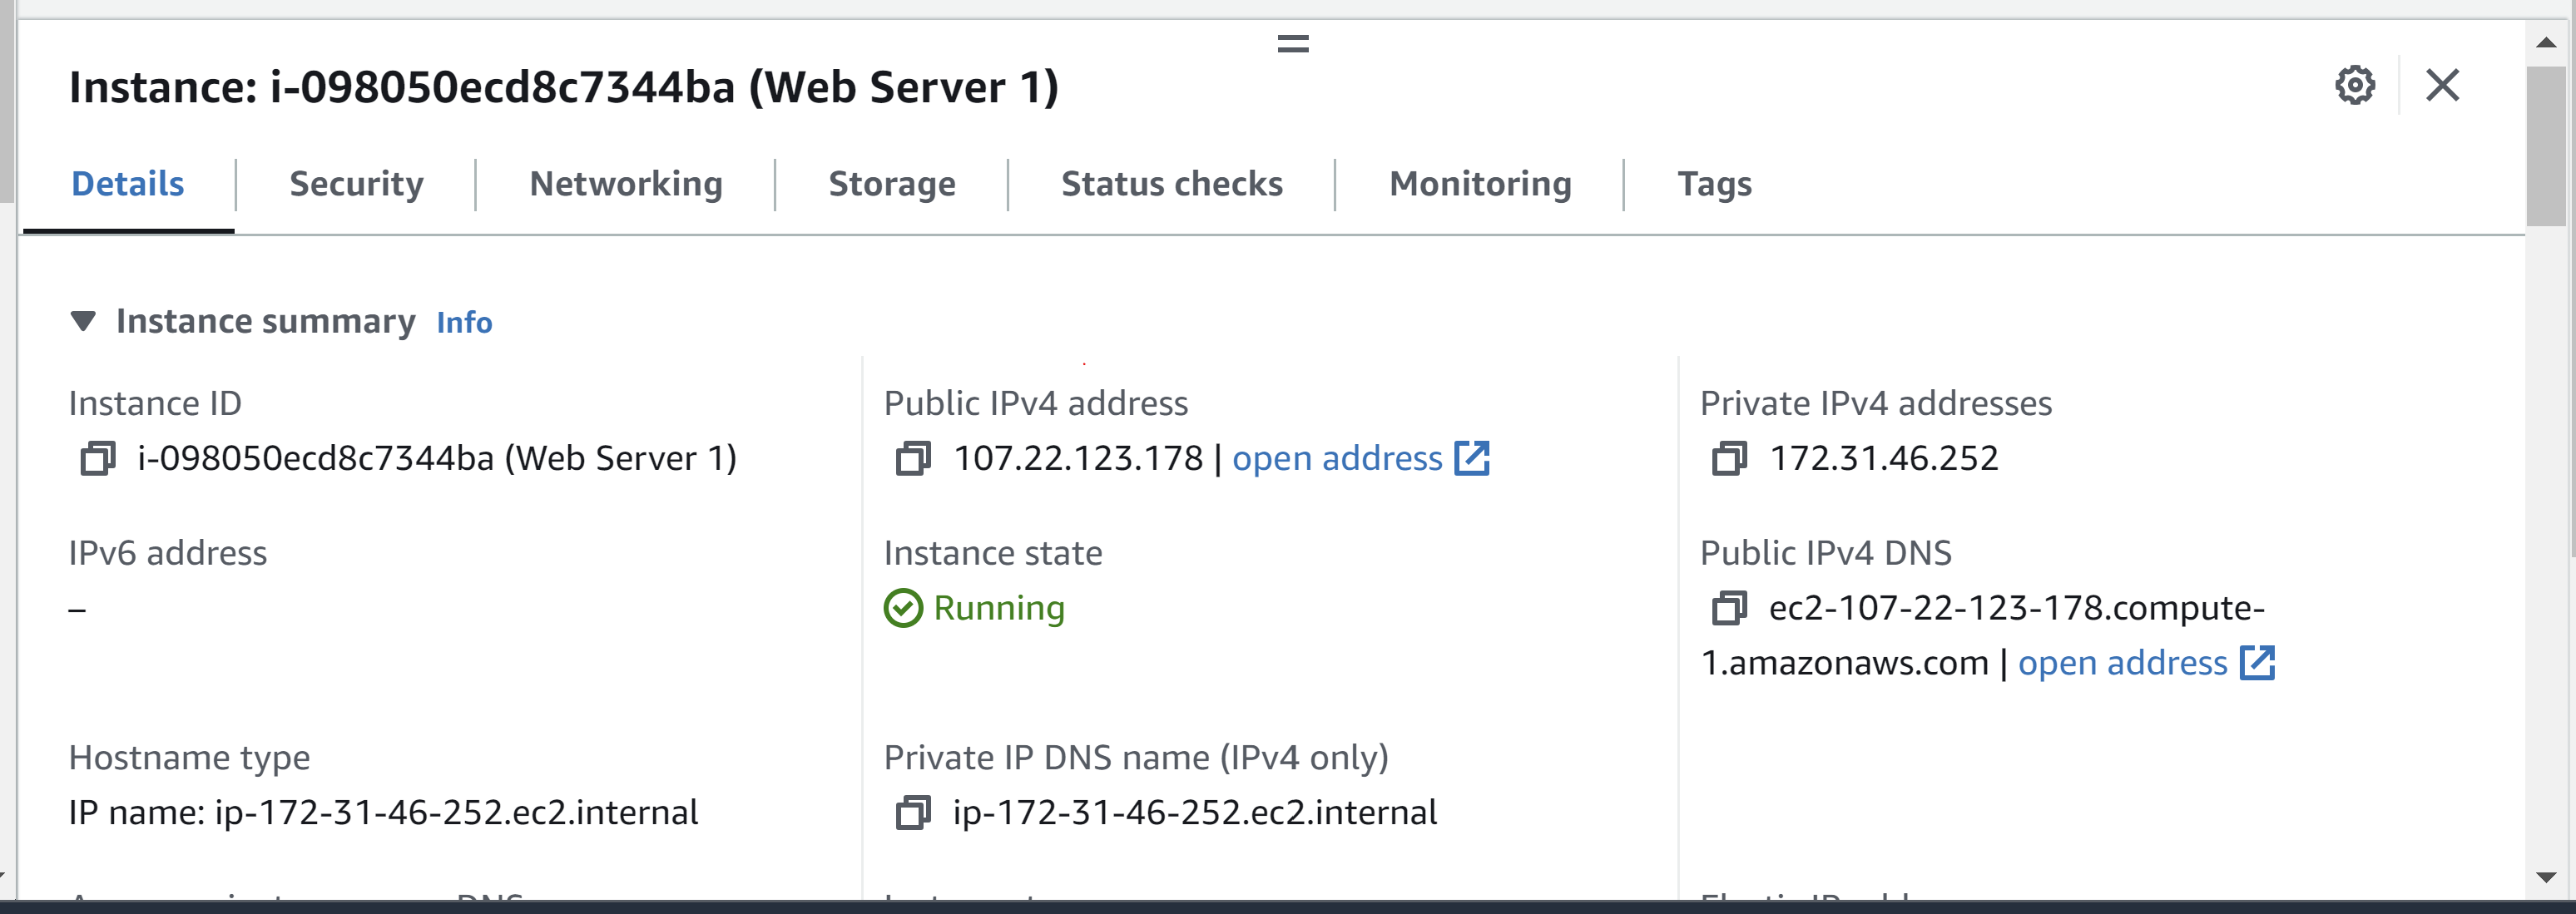 Instance: i-098050ecd8c7344ba (Web Server 1)
Details
Security
Networking
Storage
Status checks
Monitoring
Tags
Instance summary Info
Instance ID
i-098050ecd8c7344ba (Web Server 1)
Public IPv4 address
107.22.123.178 | open address
Private IPv4 addresses
172.31.46.252
IPv6 address
–
Instance state
Running
Public IPv4 DNS
ec2-107-22-123-178.compute-
1.amazonaws.com | open address
Hostname type
IP name: ip-172-31-46-252.ec2.internal
Private IP DNS name (IPv4 only)
ip-172-31-46-252.ec2.internal